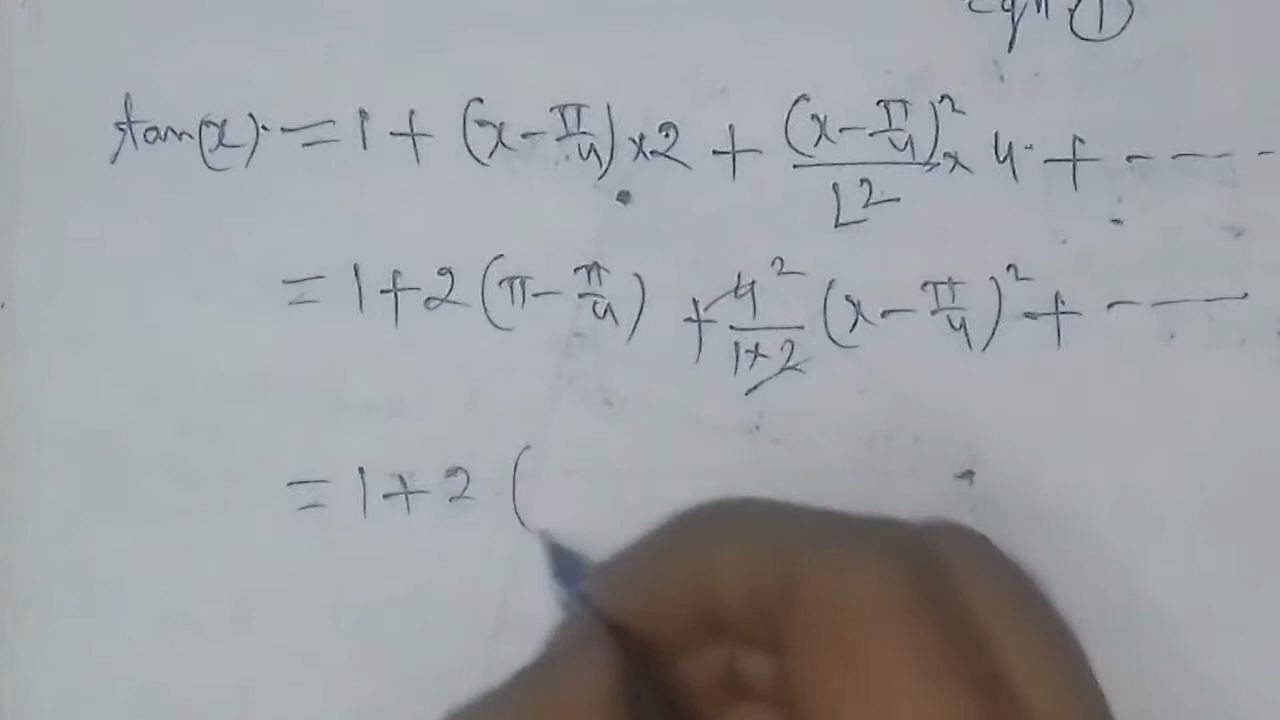 eqn ①
tan(x) = 1 + (x - π/4) × 2 + (x - π/4)²/∟2 × 4 + - - - -
= 1 + 2 (π - π/4) + 4²/1×2 (x - π/4)² + - - -
= 1 + 2 (